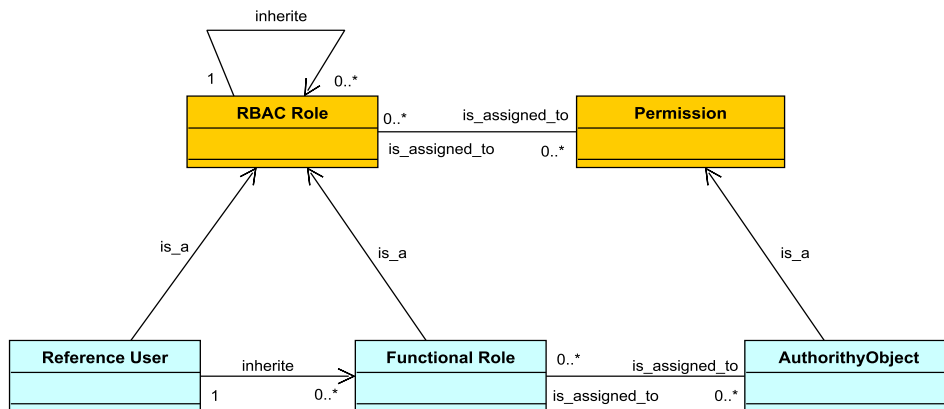 inherite
1
0..*
RBAC Role
Permission
0..*
is_assigned_to
is_assigned_to
0..*
is_a
is_a
is_a
Reference User
Functional Role
AuthorithyObject
inherite
1
0..*
0..*
is_assigned_to
is_assigned_to
0..*